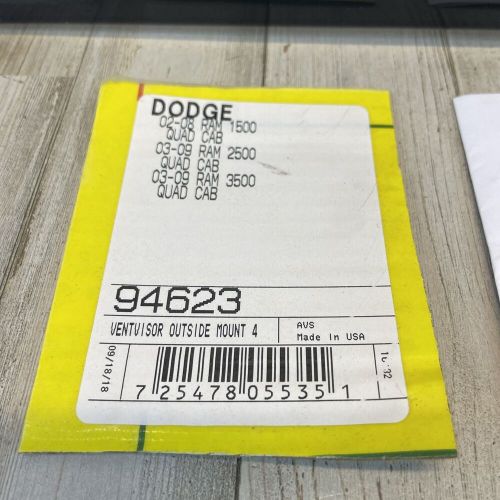 DODGE
02-08 RAM 1500
QUAD CAB
03-09 RAM 2500
QUAD CAB
03-09 RAM 3500
QUAD CAB
94623
VENTVISOR OUTSIDE MOUNT 4
AVS
Made In USA
09/18/18
7 25478 05535 1